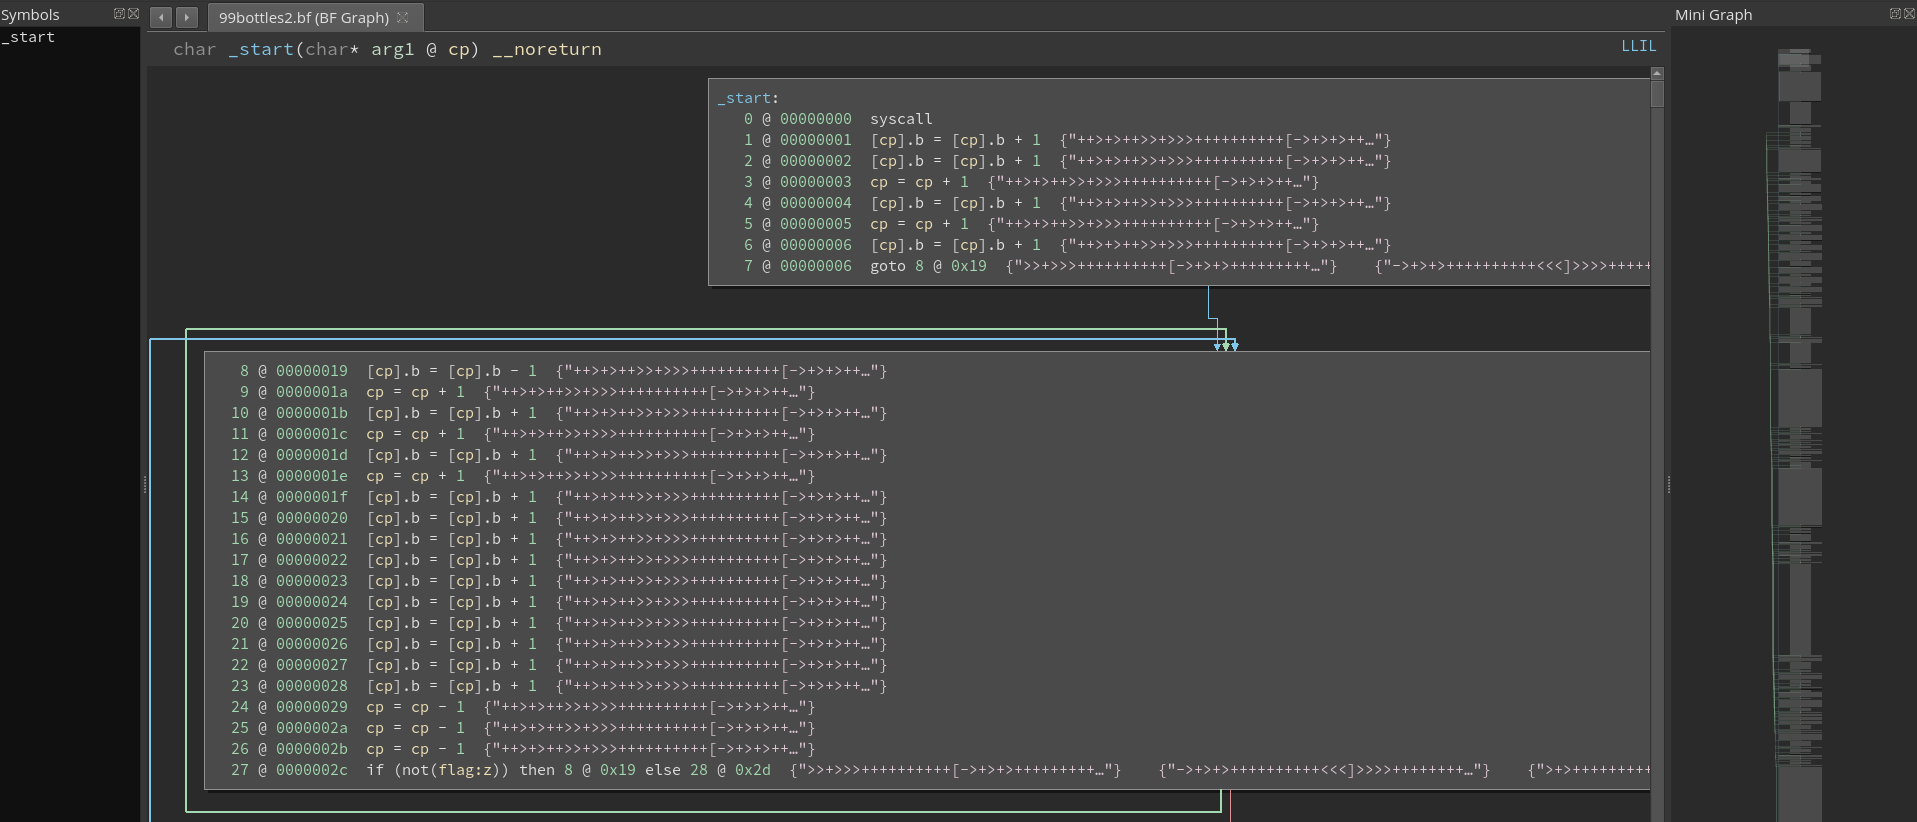 Symbols
_start
99bottles2.bf (BF Graph)
char _start(char* arg1 @ cp) __noreturn
LLIL
Mini Graph
_start:
0 @ 00000000 syscall
1 @ 00000001 [cp].b = [cp].b + 1 {"++>+>++>>+>>>++++++++++[->+>+>++…"}
2 @ 00000002 [cp].b = [cp].b + 1 {"++>+>++>>+>>>++++++++++[->+>+>++…"}
3 @ 00000003 cp = cp + 1 {"++>+>++>>+>>>++++++++++[->+>+>++…"}
4 @ 00000004 [cp].b = [cp].b + 1 {"++>+>++>>+>>>++++++++++[->+>+>++…"}
5 @ 00000005 cp = cp + 1 {"++>+>++>>+>>>++++++++++[->+>+>++…"}
6 @ 00000006 [cp].b = [cp].b + 1 {"++>+>++>>+>>>++++++++++[->+>+>++…"}
7 @ 00000006 goto 8 @ 0x19 {">>+>>>++++++++++[->+>+>+++++++++…"} {"->+>+>++++++++++<<<]>>>>+++++
8 @ 00000019 [cp].b = [cp].b - 1 {"++>+>++>>+>>>++++++++++[->+>+>++…"}
9 @ 0000001a cp = cp + 1 {"++>+>++>>+>>>++++++++++[->+>+>++…"}
10 @ 0000001b [cp].b = [cp].b + 1 {"++>+>++>>+>>>++++++++++[->+>+>++…"}
11 @ 0000001c cp = cp + 1 {"++>+>++>>+>>>++++++++++[->+>+>++…"}
12 @ 0000001d [cp].b = [cp].b + 1 {"++>+>++>>+>>>++++++++++[->+>+>++…"}
13 @ 0000001e cp = cp + 1 {"++>+>++>>+>>>++++++++++[->+>+>++…"}
14 @ 0000001f [cp].b = [cp].b + 1 {"++>+>++>>+>>>++++++++++[->+>+>++…"}
15 @ 00000020 [cp].b = [cp].b + 1 {"++>+>++>>+>>>++++++++++[->+>+>++…"}
16 @ 00000021 [cp].b = [cp].b + 1 {"++>+>++>>+>>>++++++++++[->+>+>++…"}
17 @ 00000022 [cp].b = [cp].b + 1 {"++>+>++>>+>>>++++++++++[->+>+>++…"}
18 @ 00000023 [cp].b = [cp].b + 1 {"++>+>++>>+>>>++++++++++[->+>+>++…"}
19 @ 00000024 [cp].b = [cp].b + 1 {"++>+>++>>+>>>++++++++++[->+>+>++…"}
20 @ 00000025 [cp].b = [cp].b + 1 {"++>+>++>>+>>>++++++++++[->+>+>++…"}
21 @ 00000026 [cp].b = [cp].b + 1 {"++>+>++>>+>>>++++++++++[->+>+>++…"}
22 @ 00000027 [cp].b = [cp].b + 1 {"++>+>++>>+>>>++++++++++[->+>+>++…"}
23 @ 00000028 [cp].b = [cp].b + 1 {"++>+>++>>+>>>++++++++++[->+>+>++…"}
24 @ 00000029 cp = cp - 1 {"++>+>++>>+>>>++++++++++[->+>+>++…"}
25 @ 0000002a cp = cp - 1 {"++>+>++>>+>>>++++++++++[->+>+>++…"}
26 @ 0000002b cp = cp - 1 {"++>+>++>>+>>>++++++++++[->+>+>++…"}
27 @ 0000002c if (not(flag:z)) then 8 @ 0x19 else 28 @ 0x2d {">>+>>>++++++++++[->+>+>+++++++++…"} {"->+>+>++++++++++<<<]>>>>++++++++…"} {">+>+++++++++